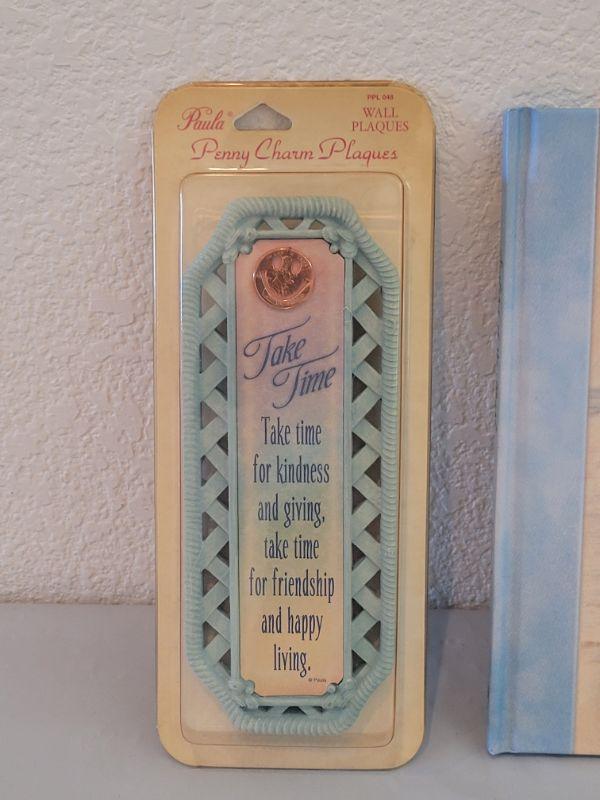 PPL 048
Paula®
WALL
PLAQUES
Penny Charm Plaques
Take
Time
Take time
for kindness
and giving,
take time
for friendship
and happy
living.
© Paula